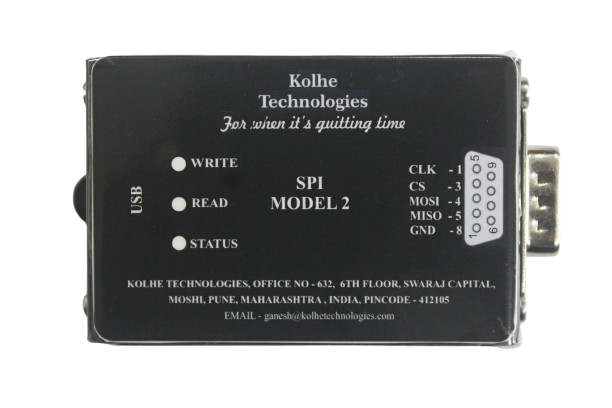 Kolhe
Technologies
For when it's quitting time
USB
WRITE
READ
STATUS
SPI
MODEL 2
CLK - 1
CS - 3
MOSI - 4
MISO - 5
GND - 8
5
9
1
6
KOLHE TECHNOLOGIES, OFFICE NO - 632, 6TH FLOOR, SWARAJ CAPITAL,
MOSHI, PUNE, MAHARASHTRA , INDIA, PINCODE - 412105
EMAIL - ganesh@kolhetechnologies.com